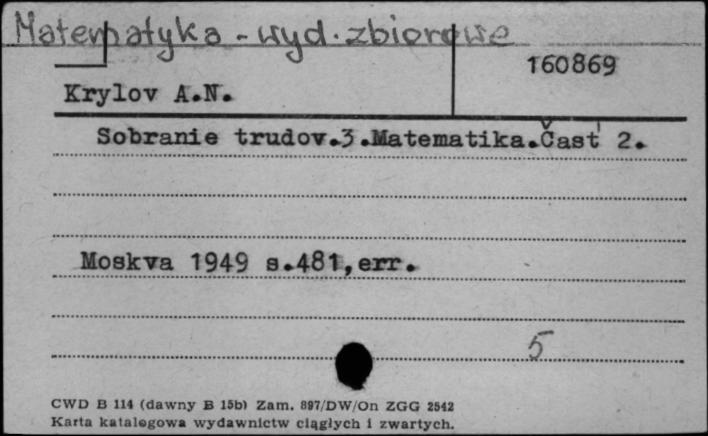 Matematyka - wyd. zbiorowe
160869
Krylov A.N.
Sobranie trudov.3.Matematika.Čast' 2.
Moskva 1949 s.481,err.
5
CWD B 114 (dawny B 15b) Zam. 897/DW/On ZGG 2542
Karta katalogowa wydawnictw ciągłych i zwartych.